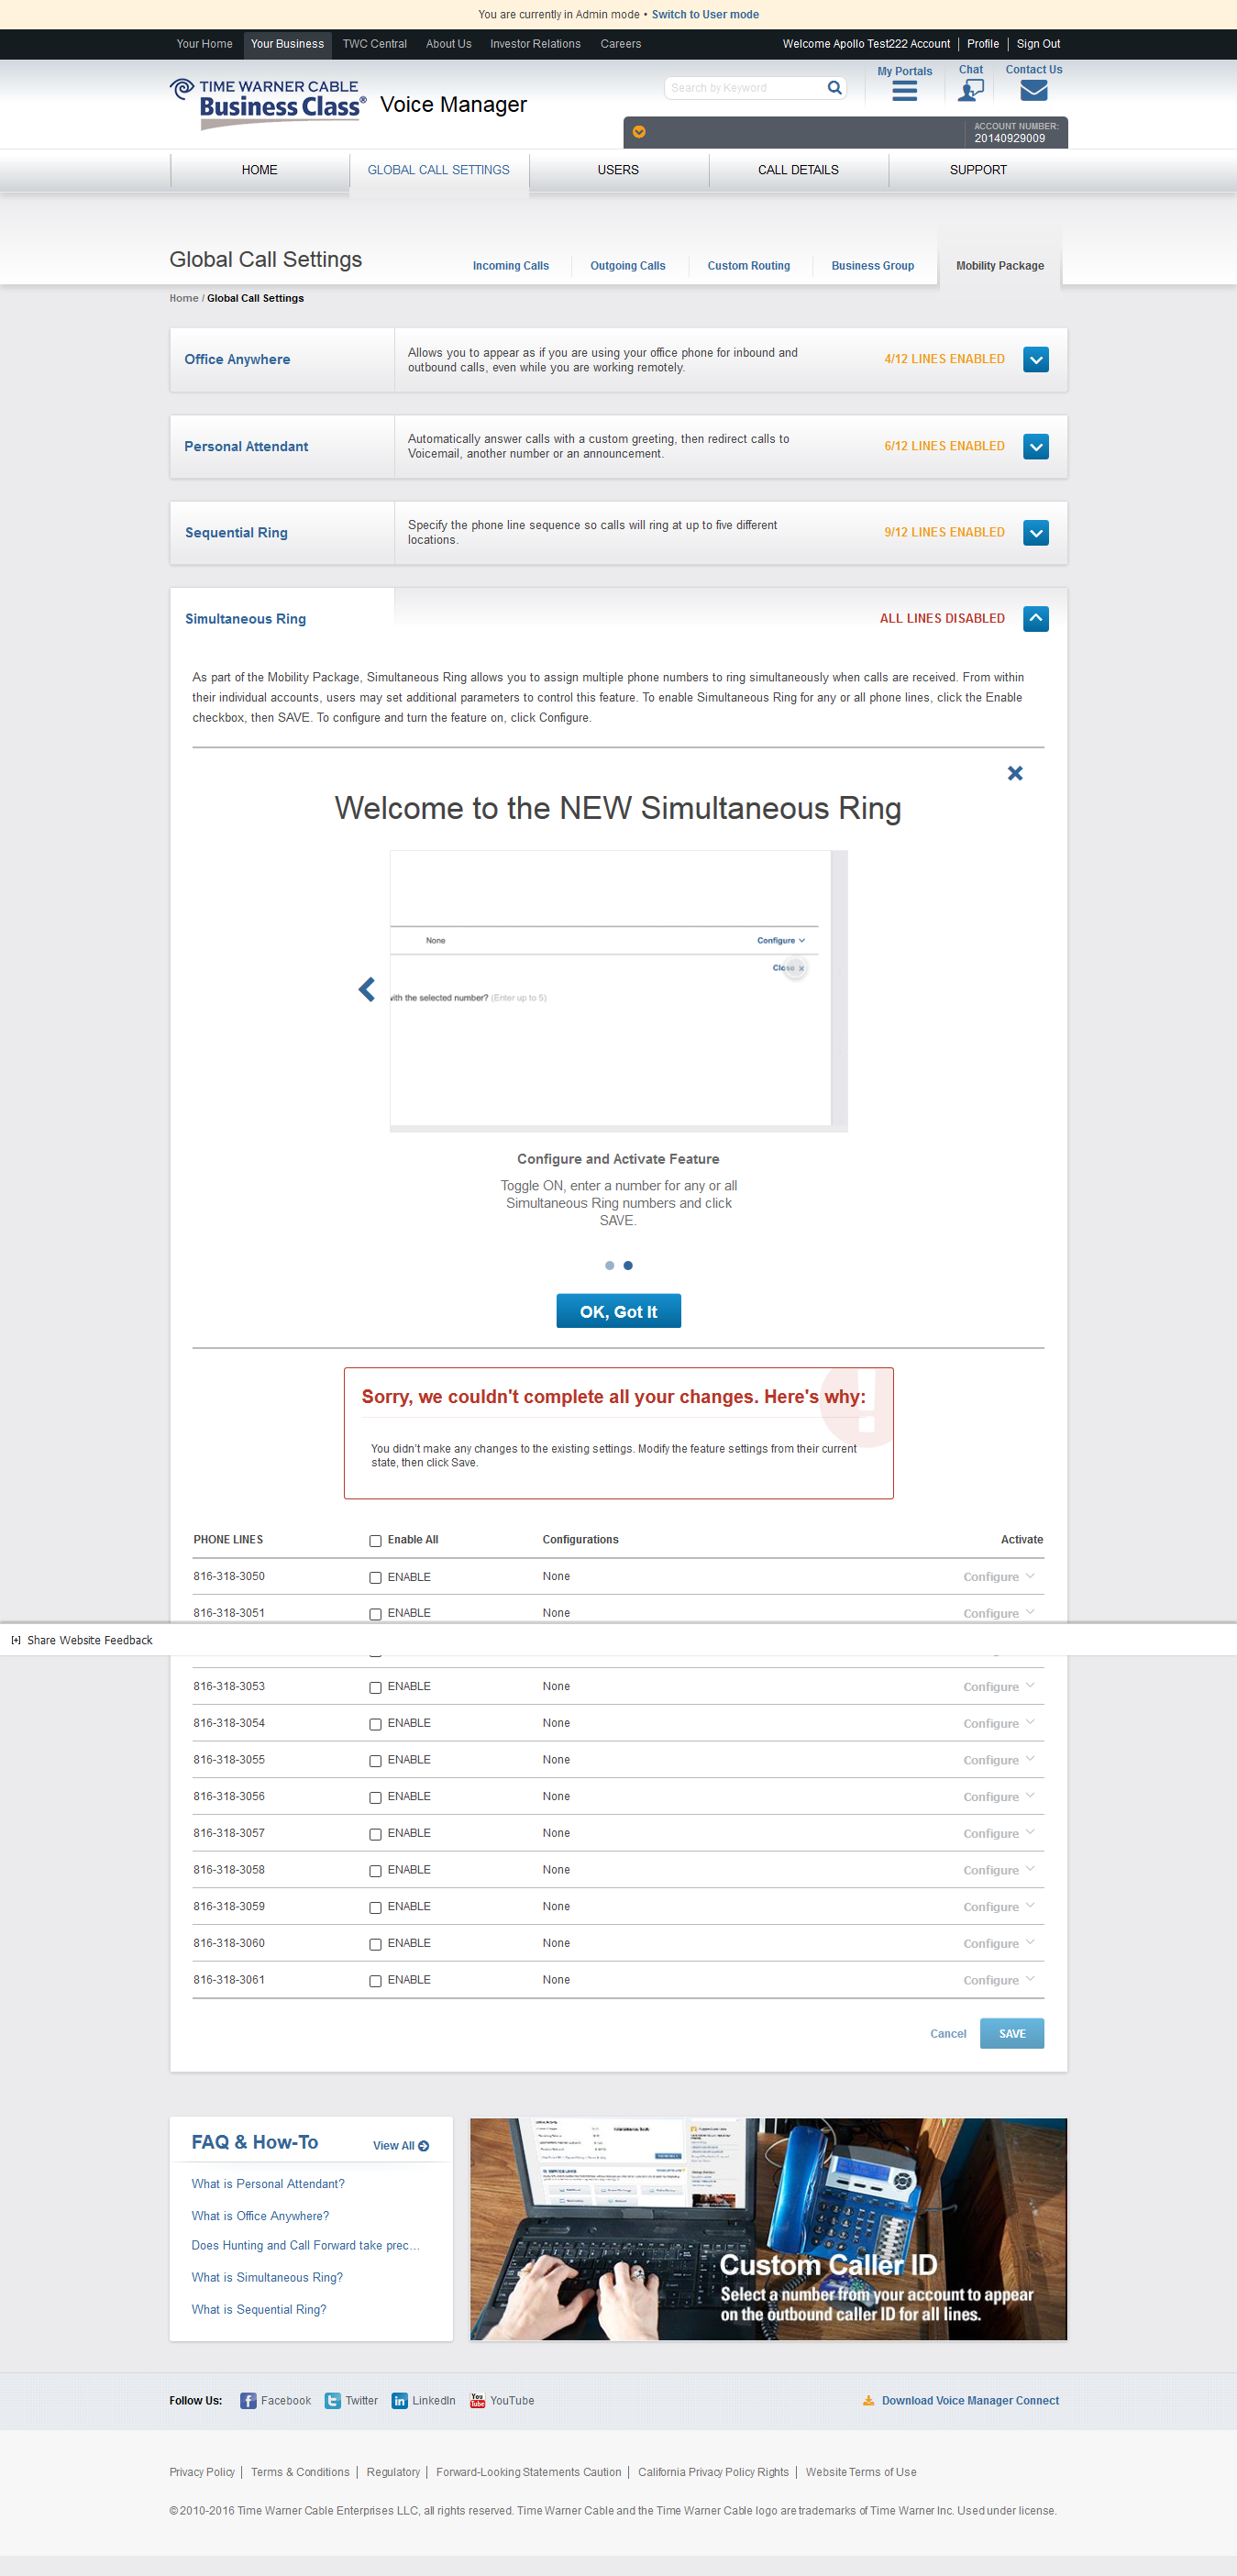 You are currently in Admin mode • Switch to User mode
Your Home Your Business TWC Central About Us Investor Relations Careers Welcome Apollo Test222 Account Profile Sign Out
TIME WARNER CABLE
Business Class® Voice Manager
Search by Keyword
My Portals Chat Contact Us
ACCOUNT NUMBER:
20140929009
HOME GLOBAL CALL SETTINGS USERS CALL DETAILS SUPPORT
Global Call Settings
Incoming Calls Outgoing Calls Custom Routing Business Group Mobility Package
Home / Global Call Settings
Office Anywhere
Allows you to appear as if you are using your office phone for inbound and
outbound calls, even while you are working remotely.
4/12 LINES ENABLED
Personal Attendant
Automatically answer calls with a custom greeting, then redirect calls to
Voicemail, another number or an announcement.
6/12 LINES ENABLED
Sequential Ring
Specify the phone line sequence so calls will ring at up to five different
locations.
9/12 LINES ENABLED
Simultaneous Ring
ALL LINES DISABLED
As part of the Mobility Package, Simultaneous Ring allows you to assign multiple phone numbers to ring simultaneously when calls are received. From within
their individual accounts, users may set additional parameters to control this feature. To enable Simultaneous Ring for any or all phone lines, click the Enable
checkbox, then SAVE. To configure and turn the feature on, click Configure.
Welcome to the NEW Simultaneous Ring
None Configure
Close x
with the selected number? (Enter up to 5)
Configure and Activate Feature
Toggle ON, enter a number for any or all
Simultaneous Ring numbers and click
SAVE.
OK, Got It
Sorry, we couldn't complete all your changes. Here's why:
You didn't make any changes to the existing settings. Modify the feature settings from their current
state, then click Save.
PHONE LINES Enable All Configurations Activate
816-318-3050 ENABLE None Configure
816-318-3051 ENABLE None Configure
[+] Share Website Feedback
816-318-3053 ENABLE None Configure
816-318-3054 ENABLE None Configure
816-318-3055 ENABLE None Configure
816-318-3056 ENABLE None Configure
816-318-3057 ENABLE None Configure
816-318-3058 ENABLE None Configure
816-318-3059 ENABLE None Configure
816-318-3060 ENABLE None Configure
816-318-3061 ENABLE None Configure
Cancel SAVE
FAQ & How-To View All
What is Personal Attendant?
What is Office Anywhere?
Does Hunting and Call Forward take prec...
What is Simultaneous Ring?
What is Sequential Ring?
Custom Caller ID
Select a number from your account to appear
on the outbound caller ID for all lines.
Follow Us: Facebook Twitter LinkedIn YouTube Download Voice Manager Connect
Privacy Policy Terms & Conditions Regulatory Forward-Looking Statements Caution California Privacy Policy Rights Website Terms of Use
© 2010-2016 Time Warner Cable Enterprises LLC, all rights reserved. Time Warner Cable and the Time Warner Cable logo are trademarks of Time Warner Inc. Used under license.